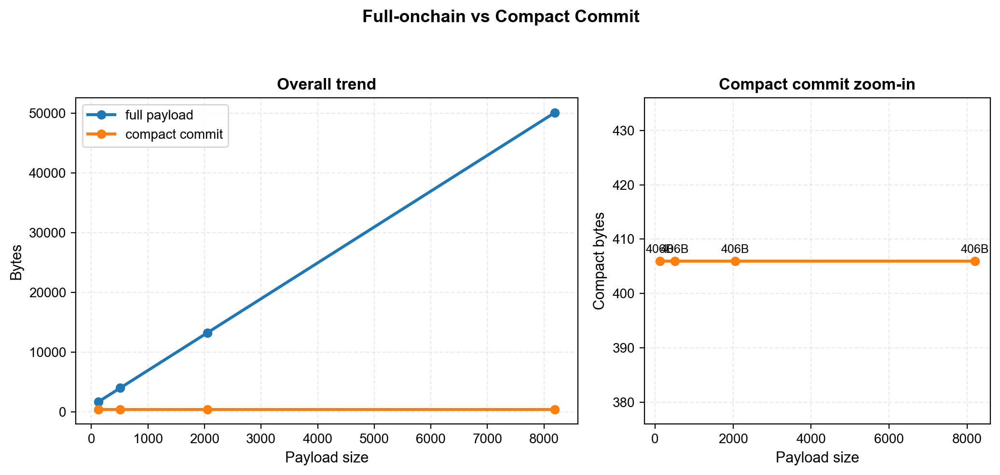 Full-onchain vs Compact Commit
Overall trend
full payload
compact commit
50000
40000
30000
20000
10000
0
Bytes
0 1000 2000 3000 4000 5000 6000 7000 8000
Payload size
Compact commit zoom-in
430
420
410
400
390
380
Compact bytes
406B 406B 406B 406B
0 2000 4000 6000 8000
Payload size